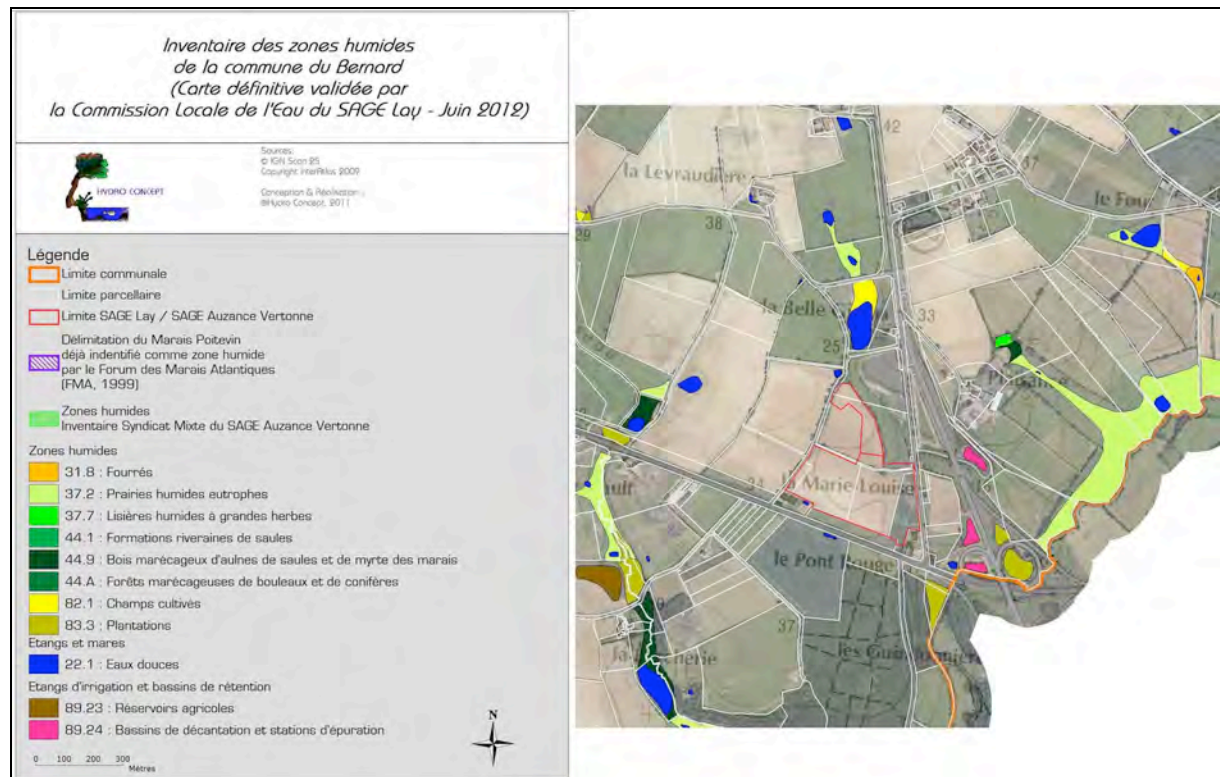 Inventaire des zones humides
de la commune du Bernard
(Carte définitive validée par
la Commission Locale de l'Eau du SAGE Lay - Juin 2012)
HYDRO CONCEPT
Sources:
© IGN Scan 25
Copyright InterAtlas 2009
Conception & Réalisation :
©Hydro Concept, 2011
Légende
Limite communale
Limite parcellaire
Limite SAGE Lay / SAGE Auzance Vertonne
Délimitation du Marais Poitevin
déjà indentifié comme zone humide
par le Forum des Marais Atlantiques
(FMA, 1999)
Zones humides
Inventaire Syndicat Mixte du SAGE Auzance Vertonne
Zones humides
31.8 : Fourrés
37.2 : Prairies humides eutrophes
37.7 : Lisières humides à grandes herbes
44.1 : Formations riveraines de saules
44.9 : Bois marécageux d'aulnes de saules et de myrte des marais
44.A : Forêts marécageuses de bouleaux et de conifères
82.1 : Champs cultivés
83.3 : Plantations
Etangs et mares
22.1 : Eaux douces
Etangs d'irrigation et bassins de rétention
89.23 : Réservoirs agricoles
89.24 : Bassins de décantation et stations d'épuration
0 100 200 300
Mètres
N
42
47
la Levraudière
le Four
29
38
la Belle
33
25
34
la Marie Louise
le Pont Rouge
37